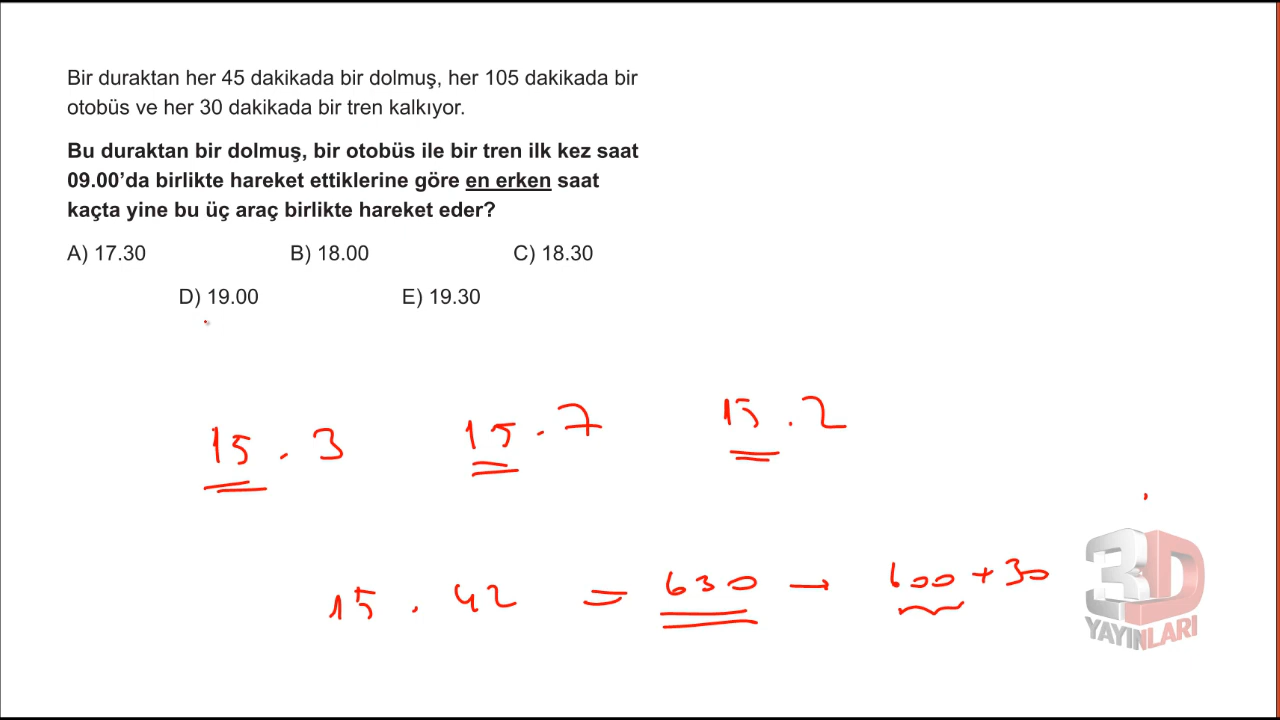 Bir duraktan her 45 dakikada bir dolmuş, her 105 dakikada bir
otobüs ve her 30 dakikada bir tren kalkıyor.
Bu duraktan bir dolmuş, bir otobüs ile bir tren ilk kez saat
09.00'da birlikte hareket ettiklerine göre en erken saat
kaçta yine bu üç araç birlikte hareket eder?
A) 17.30 B) 18.00 C) 18.30
D) 19.00 E) 19.30
15 . 3 15 . 7 15 . 2
15 . 42 = 630 → 600 + 30
3D
YAYINLARI